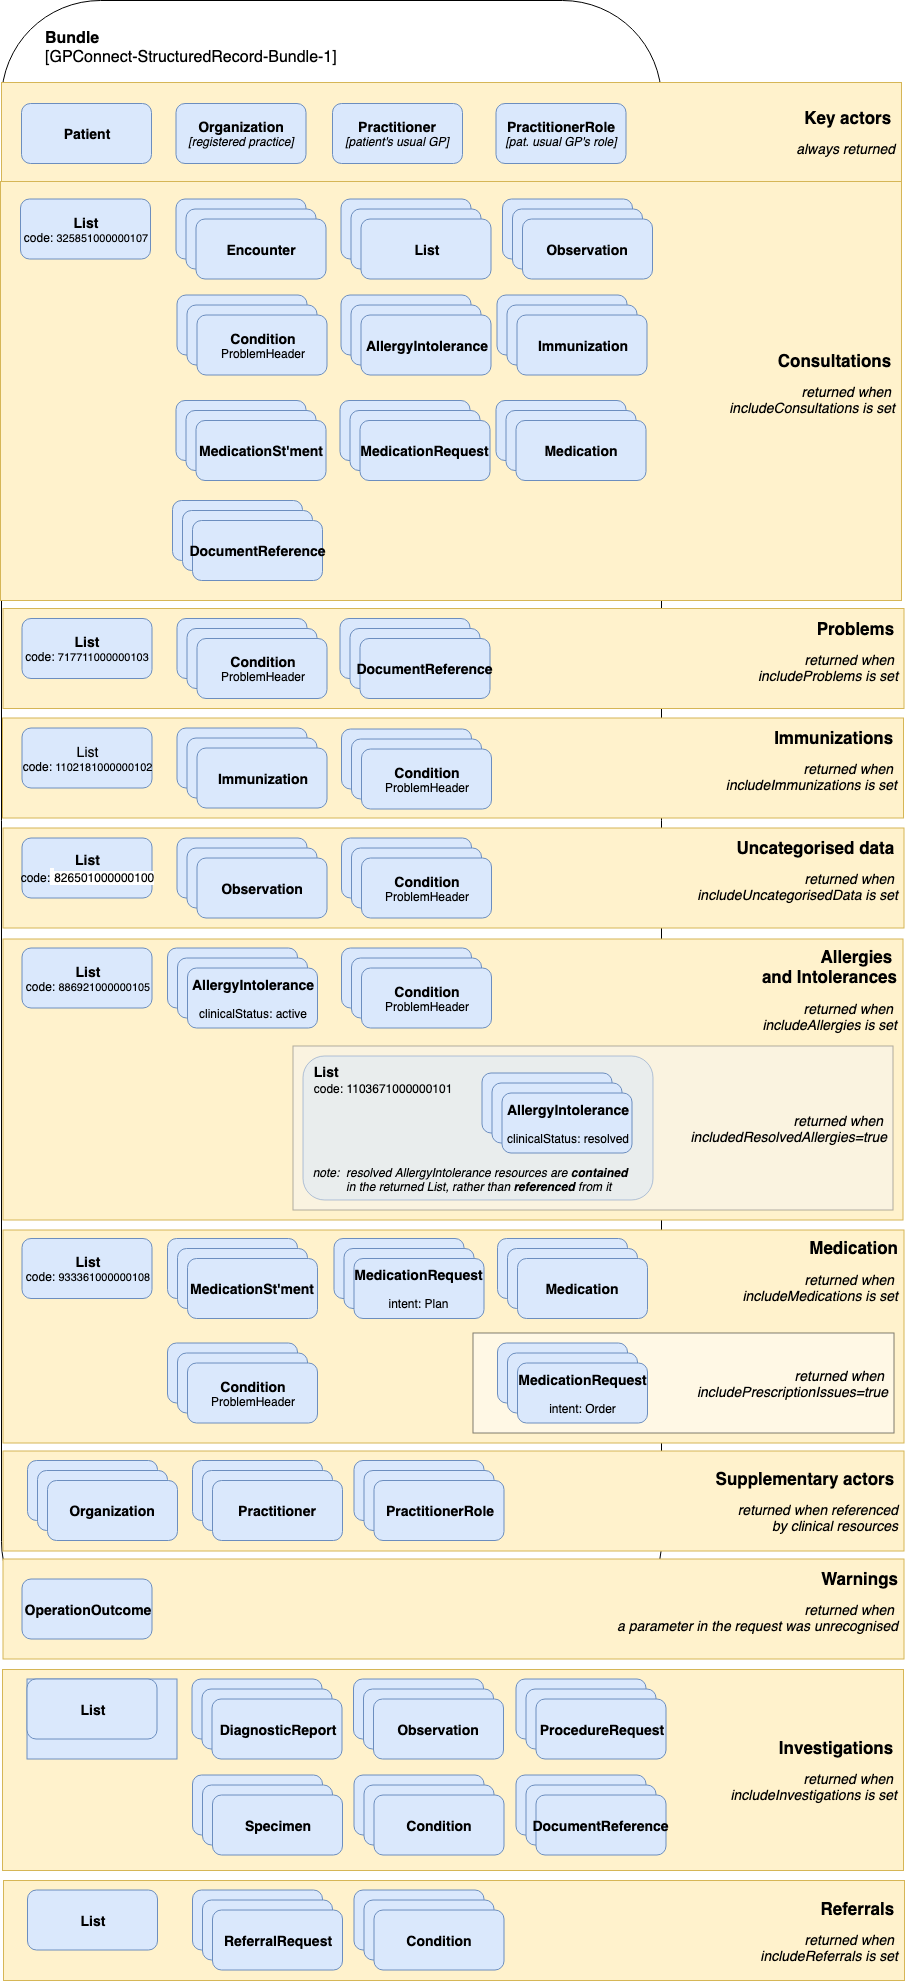 Bundle
[GPConnect-StructuredRecord-Bundle-1]
Patient
Organization
[registered practice]
Practitioner
[patient's usual GP]
PractitionerRole
[pat. usual GP's role]
Key actors
always returned
List
code: 325851000000107
Encounter
List
Observation
Condition
ProblemHeader
AllergyIntolerance
Immunization
Consultations
returned when
includeConsultations is set
MedicationSt'ment
MedicationRequest
Medication
DocumentReference
List
code: 717711000000103
Condition
ProblemHeader
DocumentReference
Problems
returned when
includeProblems is set
List
code: 1102181000000102
Immunization
Condition
ProblemHeader
Immunizations
returned when
includeImmunizations is set
List
code: 826501000000100
Observation
Condition
ProblemHeader
Uncategorised data
returned when
includeUncategorisedData is set
List
code: 886921000000105
AllergyIntolerance
clinicalStatus: active
Condition
ProblemHeader
Allergies
and Intolerances
returned when
includeAllergies is set
List
code: 1103671000000101
AllergyIntolerance
clinicalStatus: resolved
note: resolved AllergyIntolerance resources are contained
in the returned List, rather than referenced from it
returned when
includedResolvedAllergies=true
List
code: 933361000000108
MedicationSt'ment
MedicationRequest
intent: Plan
Medication
Medication
returned when
includeMedications is set
Condition
ProblemHeader
MedicationRequest
intent: Order
returned when
includePrescriptionIssues=true
Organization
Practitioner
PractitionerRole
Supplementary actors
returned when referenced
by clinical resources
OperationOutcome
Warnings
returned when
a parameter in the request was unrecognised
List
DiagnosticReport
Observation
ProcedureRequest
Specimen
Condition
DocumentReference
Investigations
returned when
includeInvestigations is set
List
ReferralRequest
Condition
Referrals
returned when
includeReferrals is set